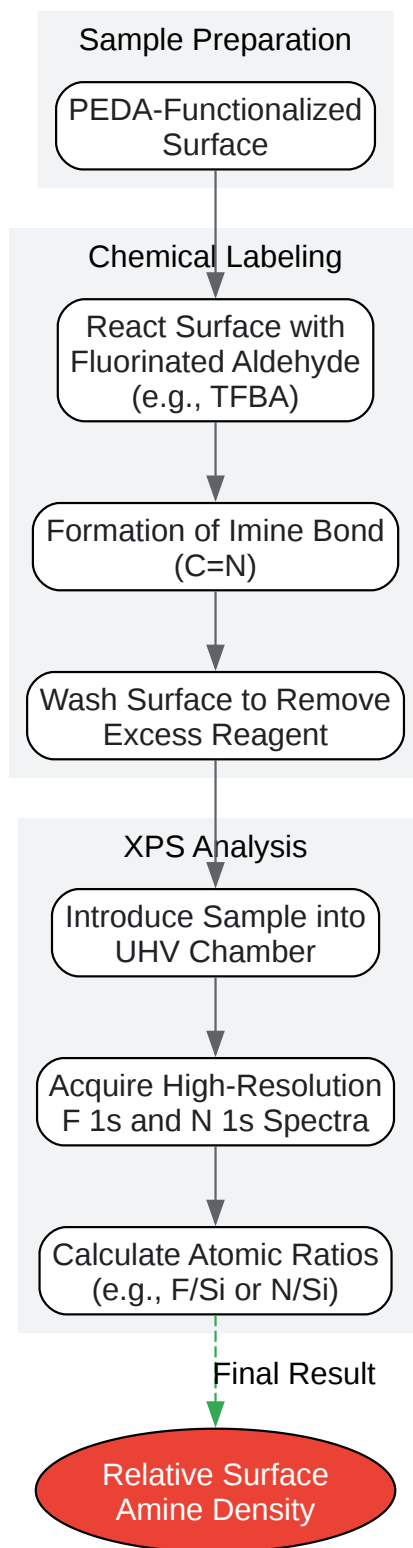 Sample Preparation
PEDA-Functionalized
Surface
Chemical Labeling
React Surface with
Fluorinated Aldehyde
(e.g., TFBA)
Formation of Imine Bond
(C=N)
Wash Surface to Remove
Excess Reagent
XPS Analysis
Introduce Sample into
UHV Chamber
Acquire High-Resolution
F 1s and N 1s Spectra
Calculate Atomic Ratios
(e.g., F/Si or N/Si)
Final Result
Relative Surface
Amine Density